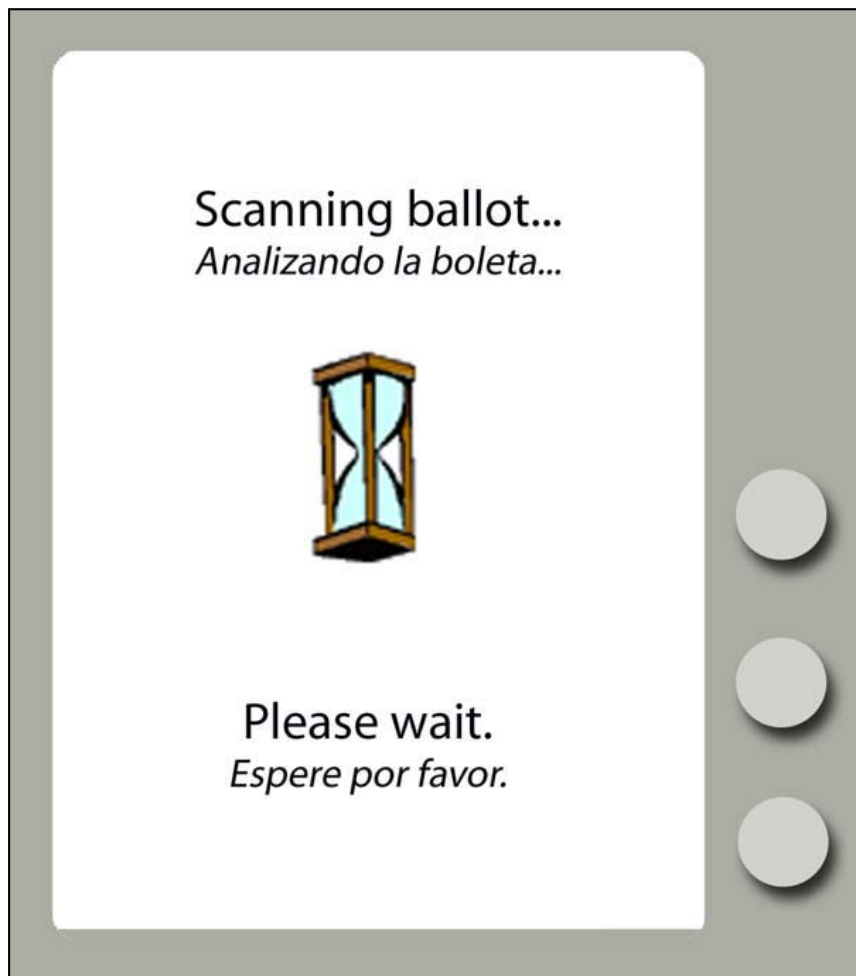 Scanning ballot...
Analizando la boleta...
Please wait.
Espere por favor.